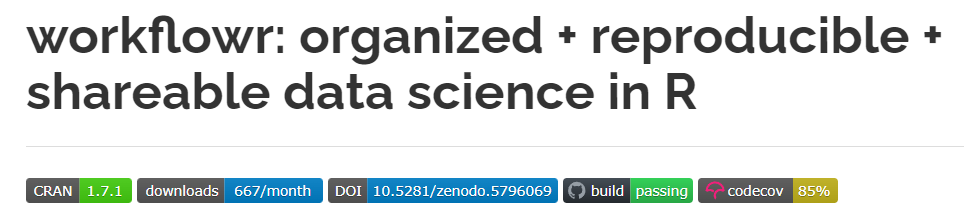 workflowr: organized + reproducible +
shareable data science in R
CRAN 1.7.1 downloads 667/month DOI 10.5281/zenodo.5796069 build passing codecov 85%